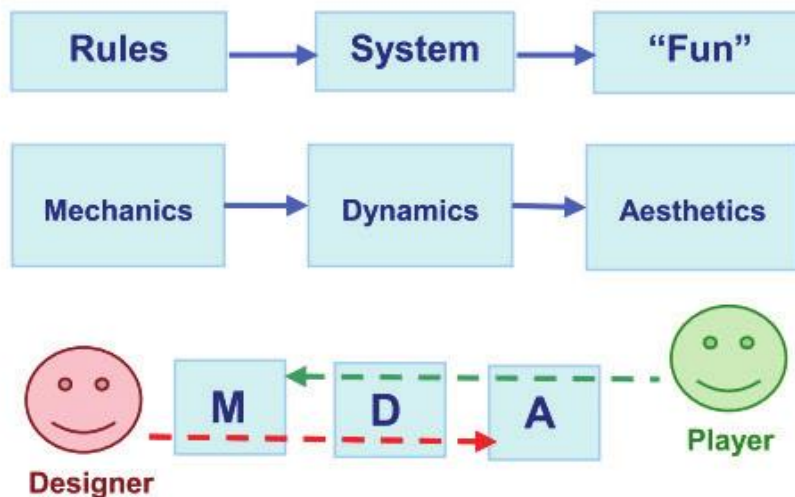 Rules
System
“Fun”
Mechanics
Dynamics
Aesthetics
M
D
A
Designer
Player